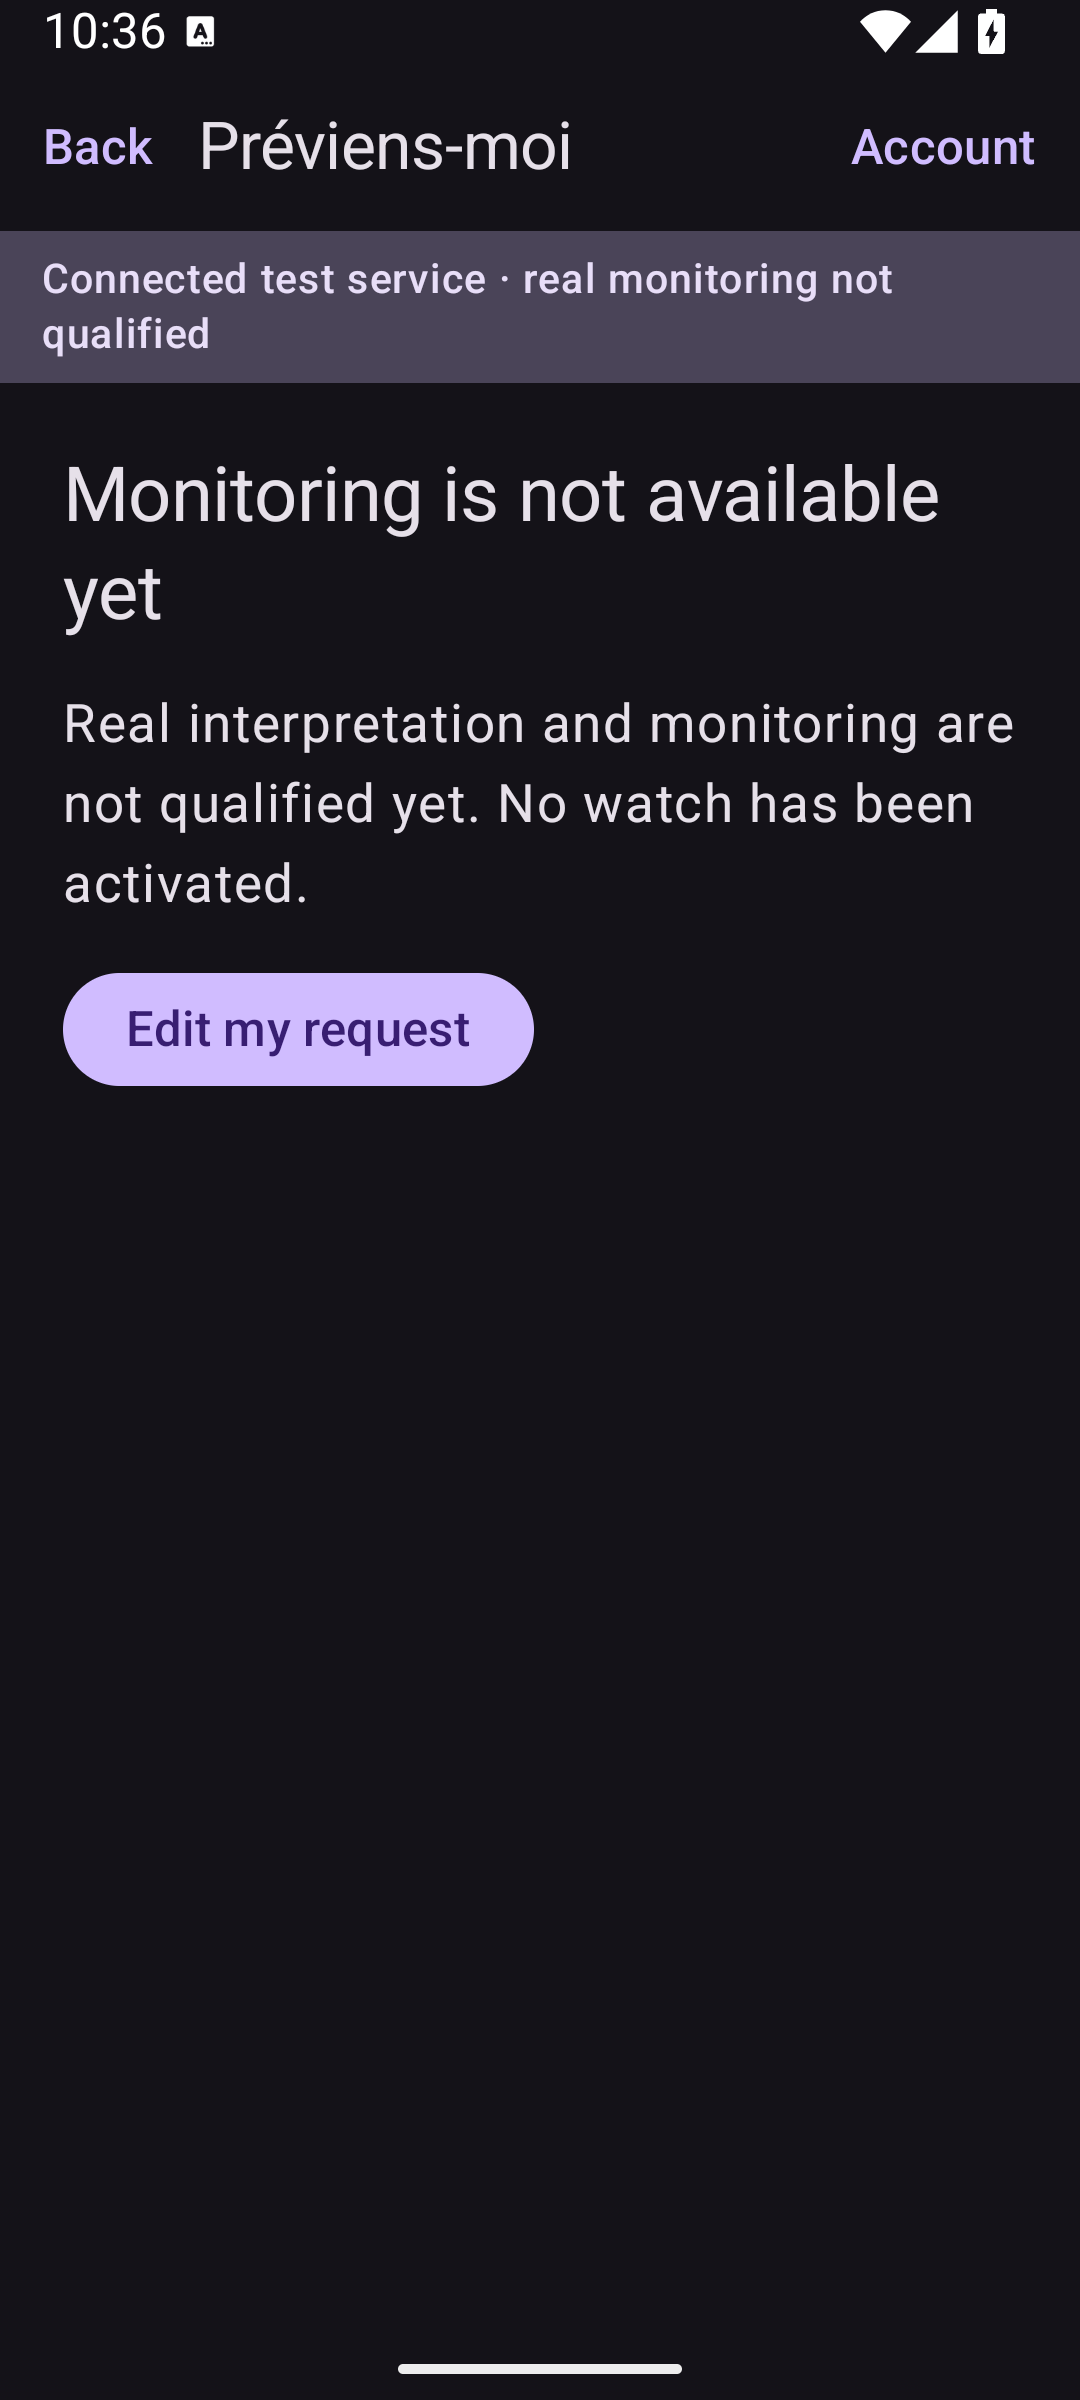 10:36
Back Préviens-moi Account
Connected test service · real monitoring not
qualified
Monitoring is not available
yet
Real interpretation and monitoring are
not qualified yet. No watch has been
activated.
Edit my request